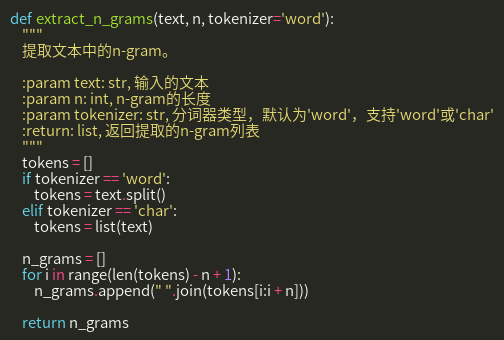 def extract_n_grams(text, n, tokenizer='word'):
    """
    提取文本中的n-gram。

    :param text: str, 输入的文本
    :param n: int, n-gram的长度
    :param tokenizer: str, 分词器类型，默认为'word'，支持'word'或'char'
    :return: list, 返回提取的n-gram列表
    """
    tokens = []
    if tokenizer == 'word':
        tokens = text.split()
    elif tokenizer == 'char':
        tokens = list(text)

    n_grams = []
    for i in range(len(tokens) - n + 1):
        n_grams.append(" ".join(tokens[i:i + n]))

    return n_grams